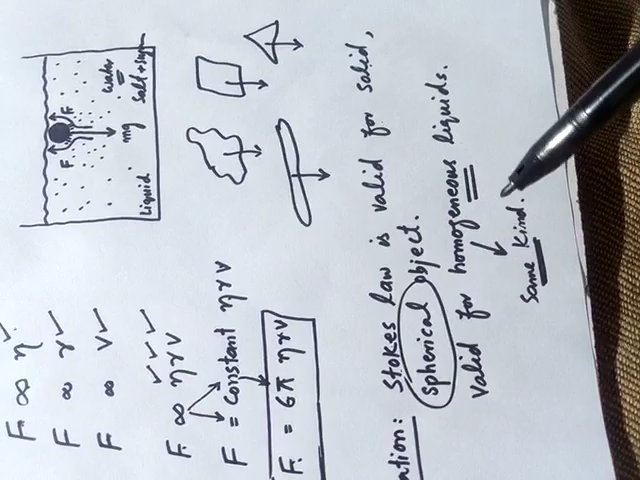 F ∝ η
F ∝ r
F ∝ v
F ∝ ηrv
F = Constant ηrv
F = 6π ηrv
F
F
mg
water
Salt +
Liquid
ation: Stokes law is valid for solid,
spherical object.
Valid for homogeneous liquids.
same kind.